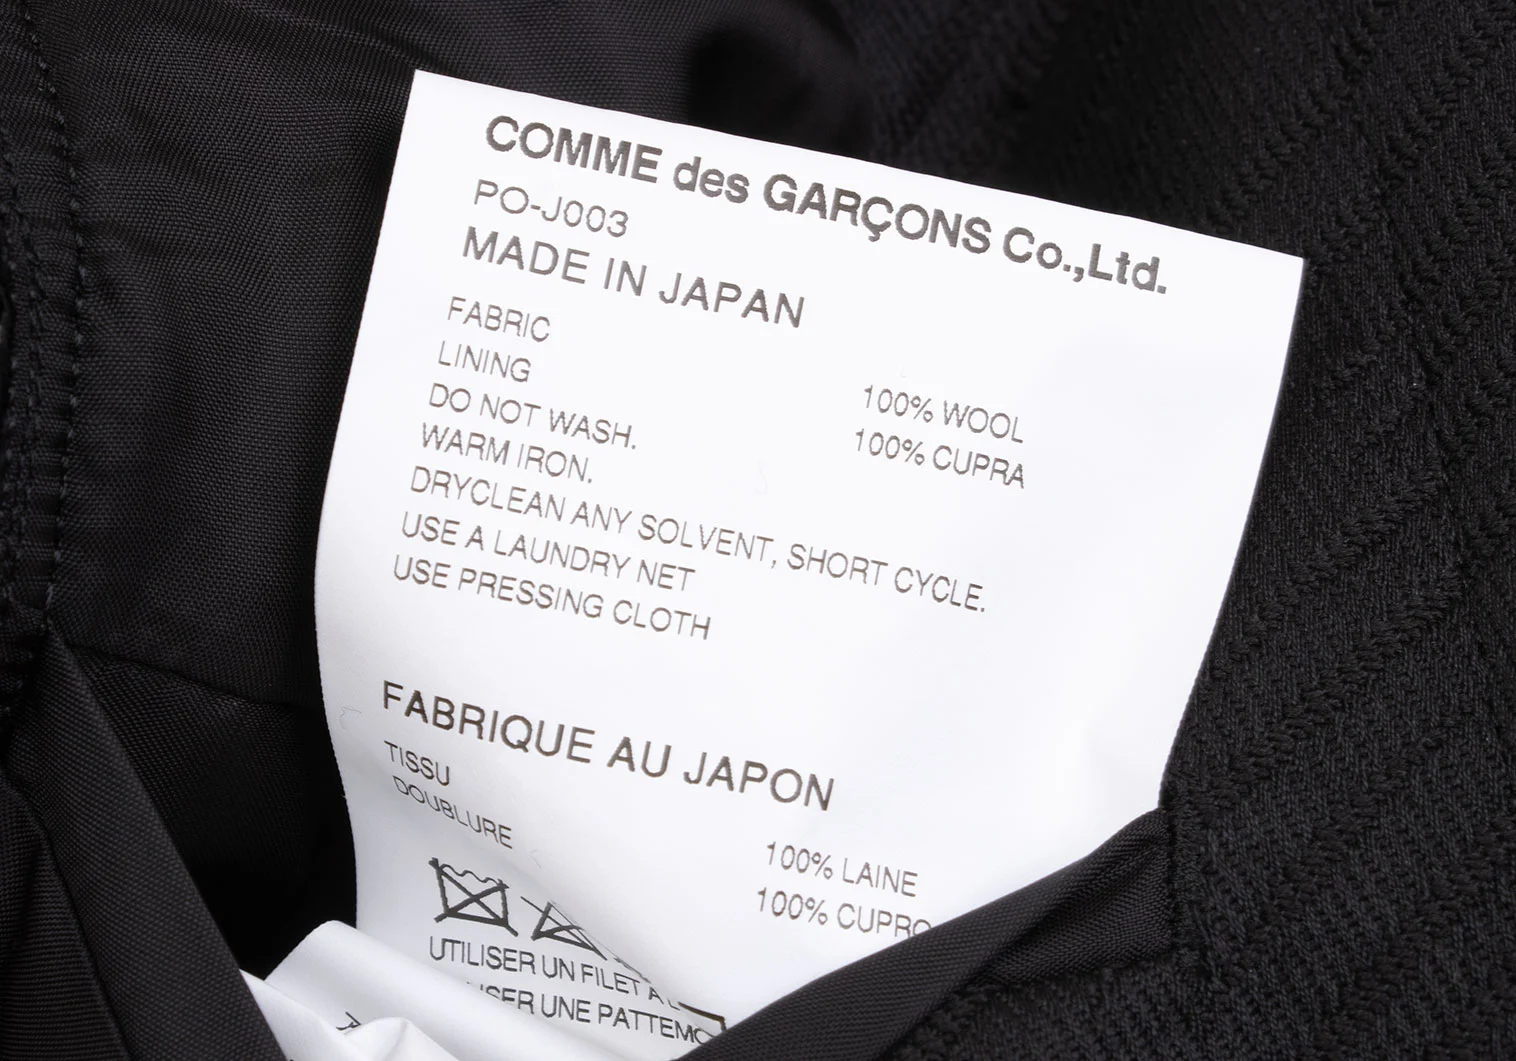 COMME des GARÇONS Co.,Ltd.
PO-J003
MADE IN JAPAN
FABRIC 100% WOOL
LINING 100% CUPRA
DO NOT WASH.
WARM IRON.
DRYCLEAN ANY SOLVENT, SHORT CYCLE.
USE A LAUNDRY NET
USE PRESSING CLOTH
FABRIQUE AU JAPON
TISSU 100% LAINE
DOUBLURE 100% CUPRO
UTILISER UN FILET A
UNE